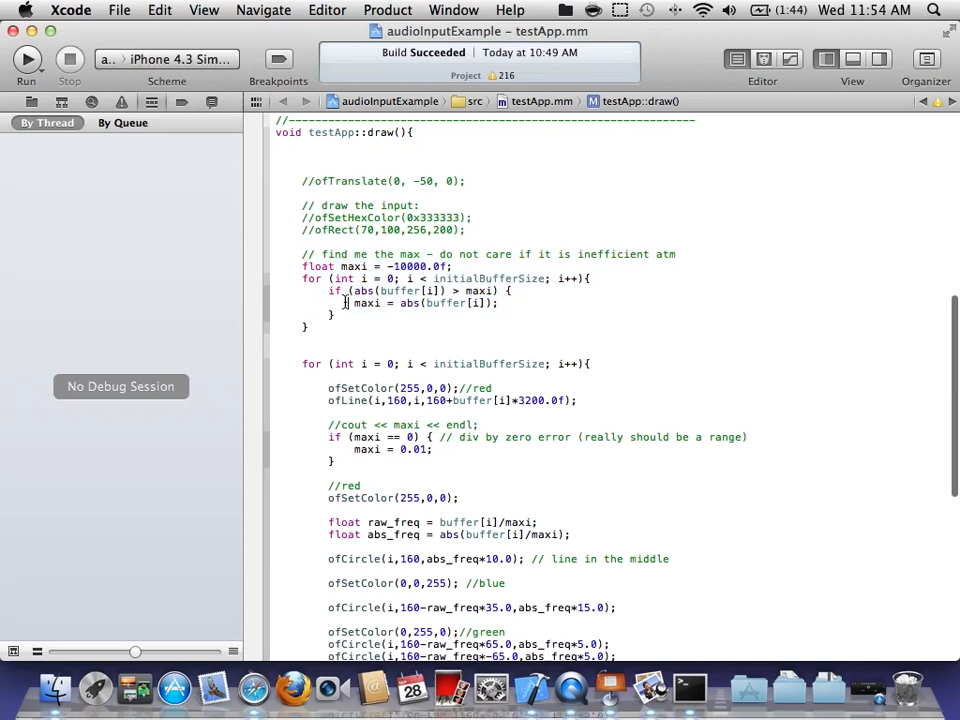 Xcode File Edit View Navigate Editor Product Window Help (1:44) Wed 11:54 AM
audioInputExample - testApp.mm
Build Succeeded Today at 10:49 AM
Project 216
a.. iPhone 4.3 Sim...
Run Stop Scheme Breakpoints Editor View Organizer
audioInputExample src testApp.mm M testApp::draw()
By Thread By Queue
No Debug Session
//--------------------------------------------------------------
void testApp::draw(){
//ofTranslate(0, -50, 0);
// draw the input:
//ofSetHexColor(0x333333);
//ofRect(70,100,256,200);
// find me the max - do not care if it is inefficient atm
float maxi = -10000.0f;
for (int i = 0; i < initialBufferSize; i++){
if (abs(buffer[i]) > maxi) {
maxi = abs(buffer[i]);
}
}
for (int i = 0; i < initialBufferSize; i++){
ofSetColor(255,0,0);//red
ofLine(i,160,i,160+buffer[i]*3200.0f);
//cout << maxi << endl;
if (maxi == 0) { // div by zero error (really should be a range)
maxi = 0.01;
}
//red
ofSetColor(255,0,0);
float raw_freq = buffer[i]/maxi;
float abs_freq = abs(buffer[i]/maxi);
ofCircle(i,160,abs_freq*10.0); // line in the middle
ofSetColor(0,0,255); //blue
ofCircle(i,160-raw_freq*35.0,abs_freq*15.0);
ofSetColor(0,255,0);//green
ofCircle(i,160-raw_freq*65.0,abs_freq*5.0);
ofCircle(i,160-raw_freq*-65.0,abs_freq*5.0);
28